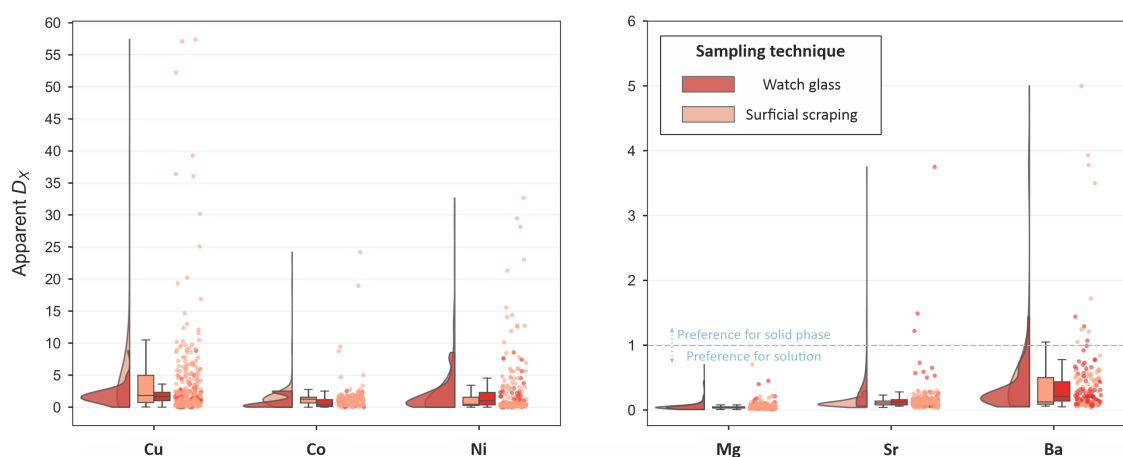 Apparent DX
60
55
50
45
40
35
30
25
20
15
10
5
0
Cu
Co
Ni
6
5
4
3
2
1
0
Sampling technique
Watch glass
Surficial scraping
Preference for solid phase
Preference for solution
Mg
Sr
Ba